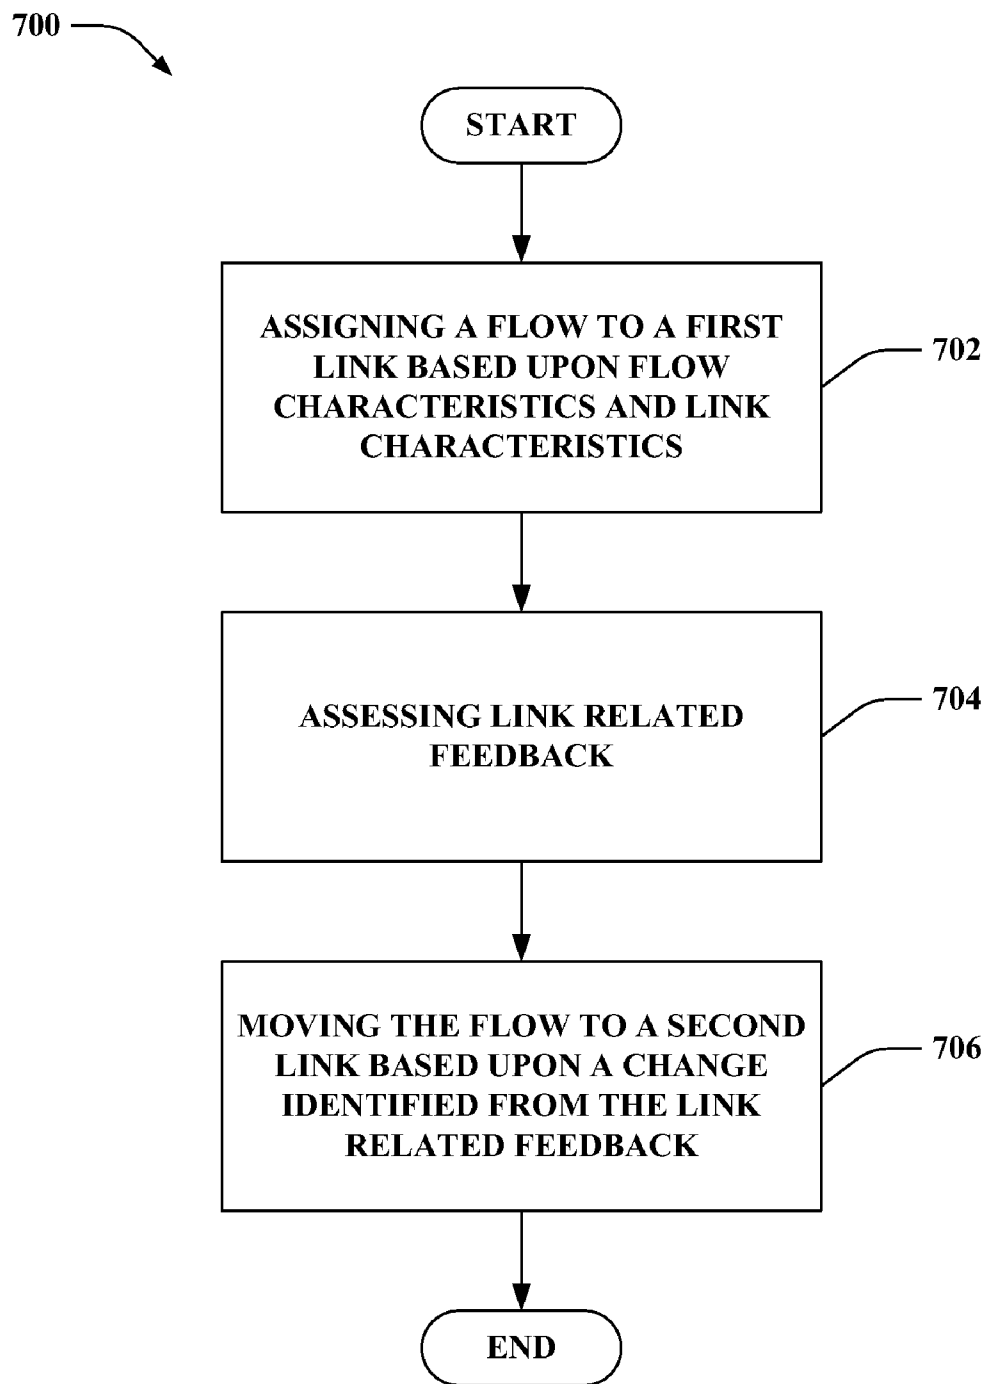 700
START
ASSIGNING A FLOW TO A FIRST
LINK BASED UPON FLOW
CHARACTERISTICS AND LINK
CHARACTERISTICS
702
ASSESSING LINK RELATED
FEEDBACK
704
MOVING THE FLOW TO A SECOND
LINK BASED UPON A CHANGE
IDENTIFIED FROM THE LINK
RELATED FEEDBACK
706
END